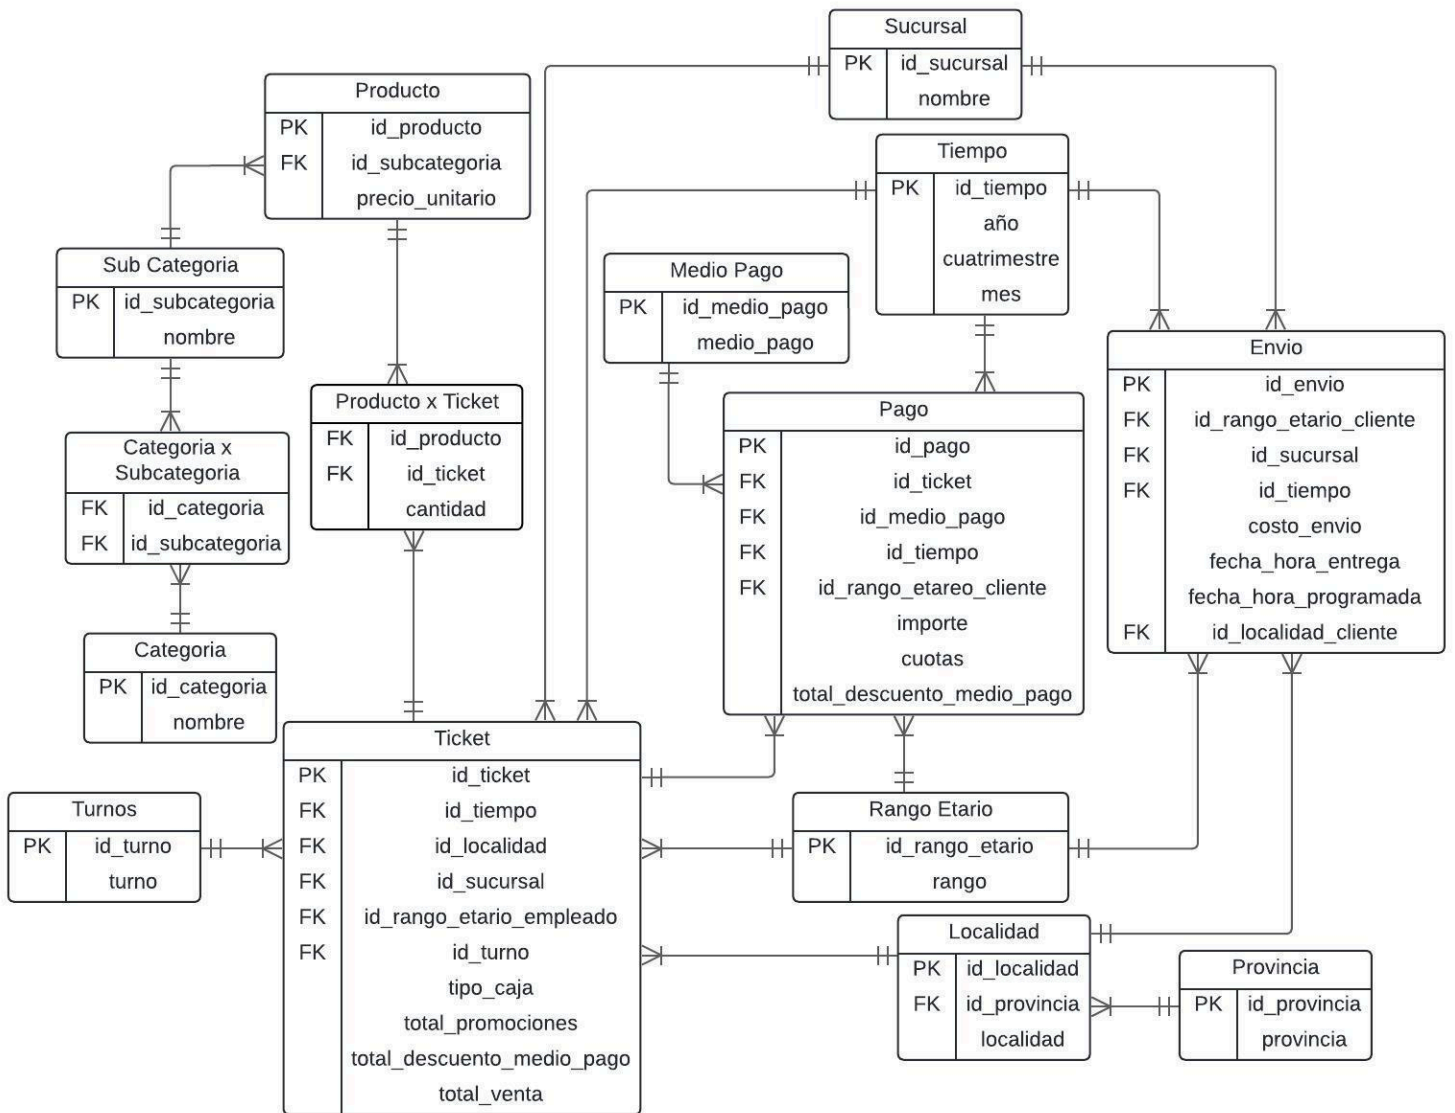 Sucursal
PK id_sucursal
nombre
Producto
PK id_producto
FK id_subcategoria
precio_unitario
Tiempo
PK id_tiempo
año
cuatrimestre
mes
Sub Categoria
PK id_subcategoria
nombre
Medio Pago
PK id_medio_pago
medio_pago
Envio
PK id_envio
FK id_rango_etario_cliente
FK id_sucursal
FK id_tiempo
costo_envio
fecha_hora_entrega
fecha_hora_programada
FK id_localidad_cliente
Producto x Ticket
FK id_producto
FK id_ticket
cantidad
Pago
PK id_pago
FK id_ticket
FK id_medio_pago
FK id_tiempo
FK id_rango_etareo_cliente
importe
cuotas
total_descuento_medio_pago
Categoria x
Subcategoria
FK id_categoria
FK id_subcategoria
Categoria
PK id_categoria
nombre
Ticket
PK id_ticket
FK id_tiempo
FK id_localidad
FK id_sucursal
FK id_rango_etario_empleado
FK id_turno
tipo_caja
total_promociones
total_descuento_medio_pago
total_venta
Turnos
PK id_turno
turno
Rango Etario
PK id_rango_etario
rango
Localidad
PK id_localidad
FK id_provincia
localidad
Provincia
PK id_provincia
provincia